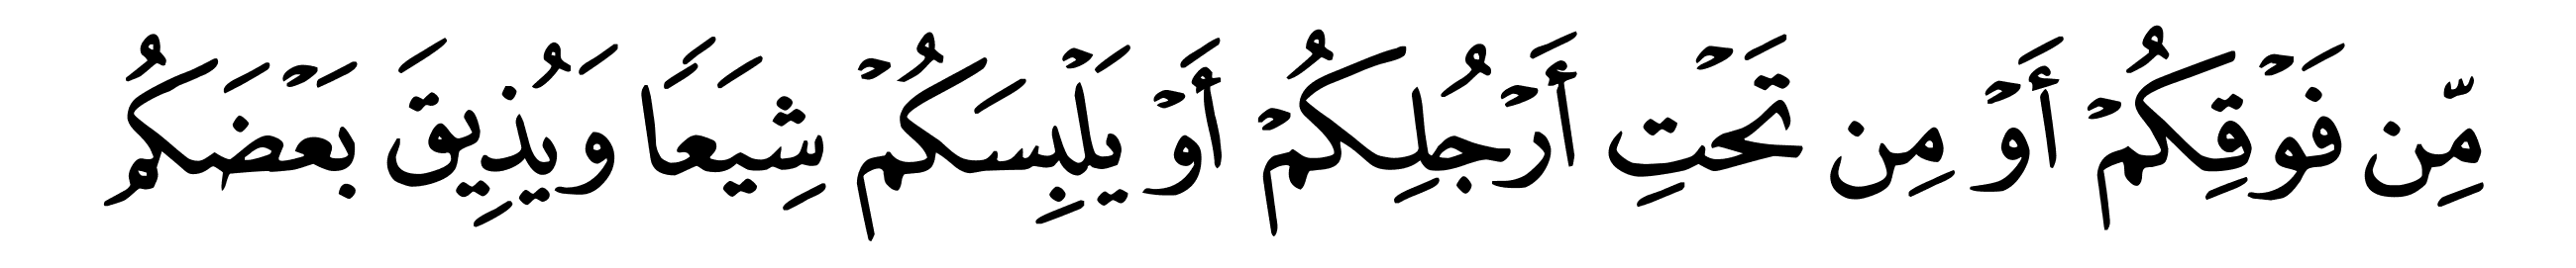 مِّن فَوْقِكُمْ أَوْ مِن تَحْتِ أَرْجُلِكُمْ أَوْ يَلْبِسَكُمْ شِيَعًا وَيُذِيقَ بَعْضَكُم